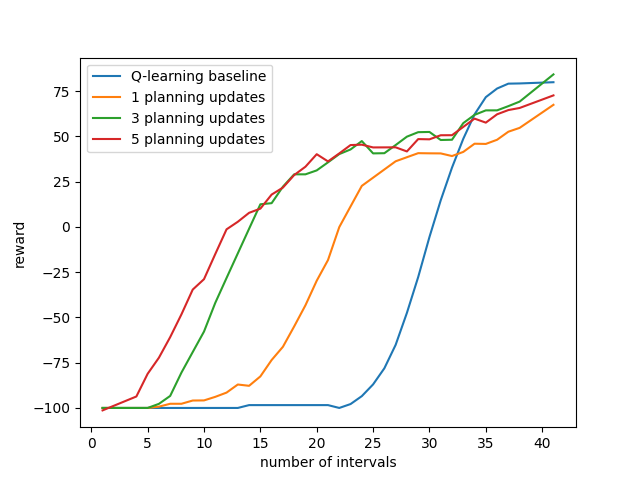 Q-learning baseline
1 planning updates
3 planning updates
5 planning updates
75
50
25
0
−25
−50
−75
−100
reward
0 5 10 15 20 25 30 35 40
number of intervals